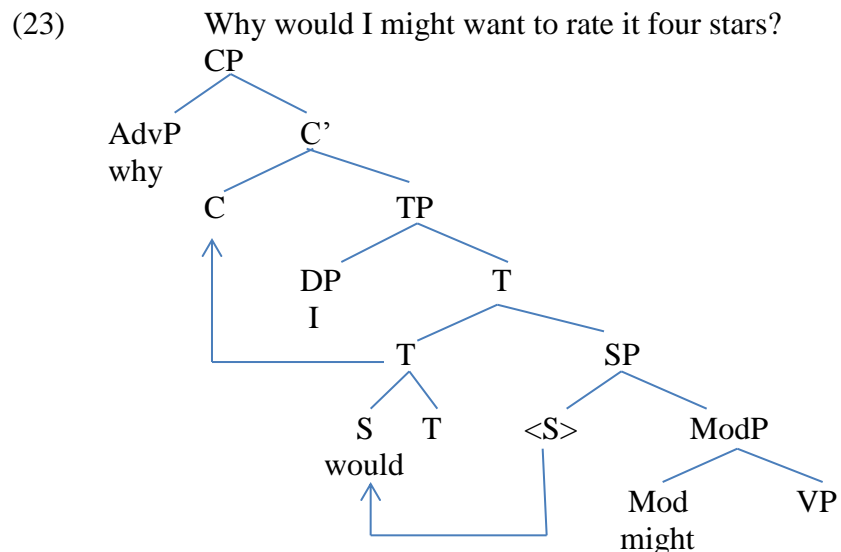 (23) Why would I might want to rate it four stars?
CP
AdvP C’
why
C TP
DP T
I
T SP
S T <S> ModP
would
Mod VP
might